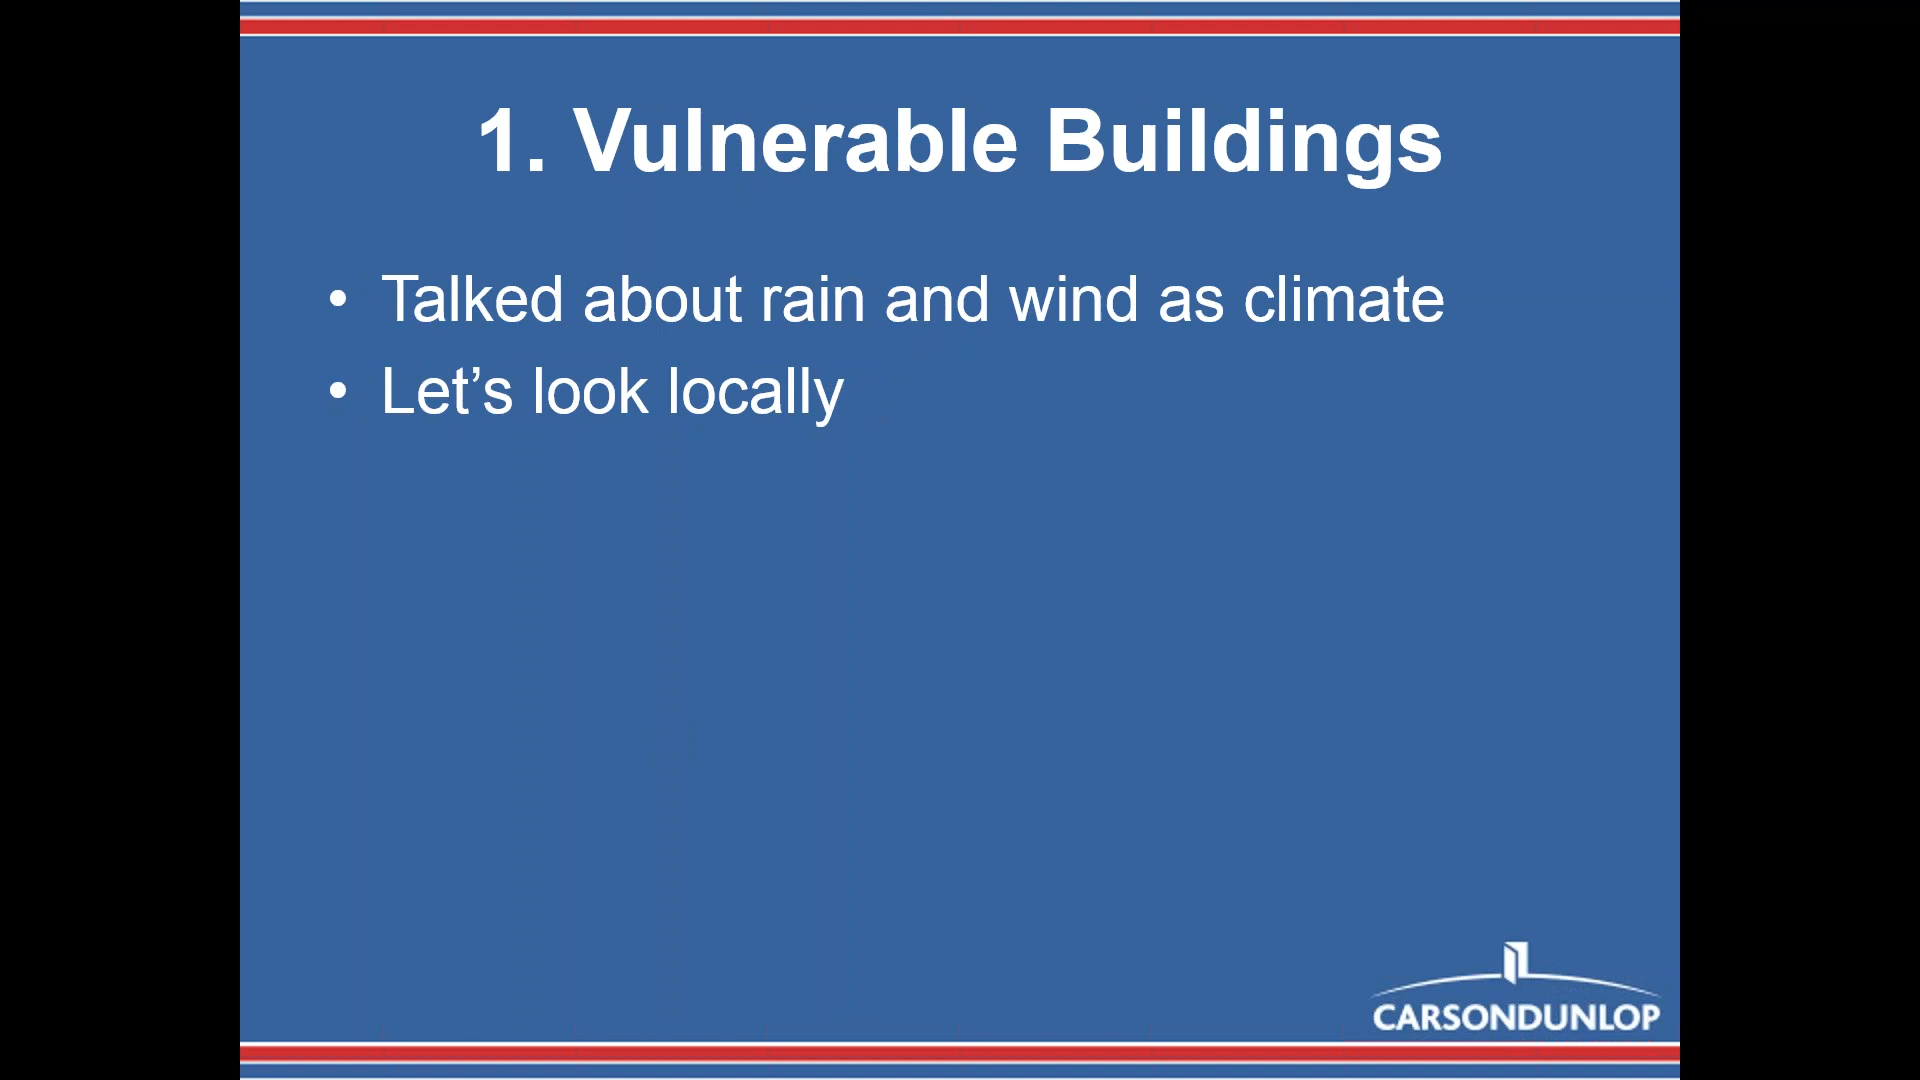 1. Vulnerable Buildings
• Talked about rain and wind as climate
• Let’s look locally
CARSONDUNLOP